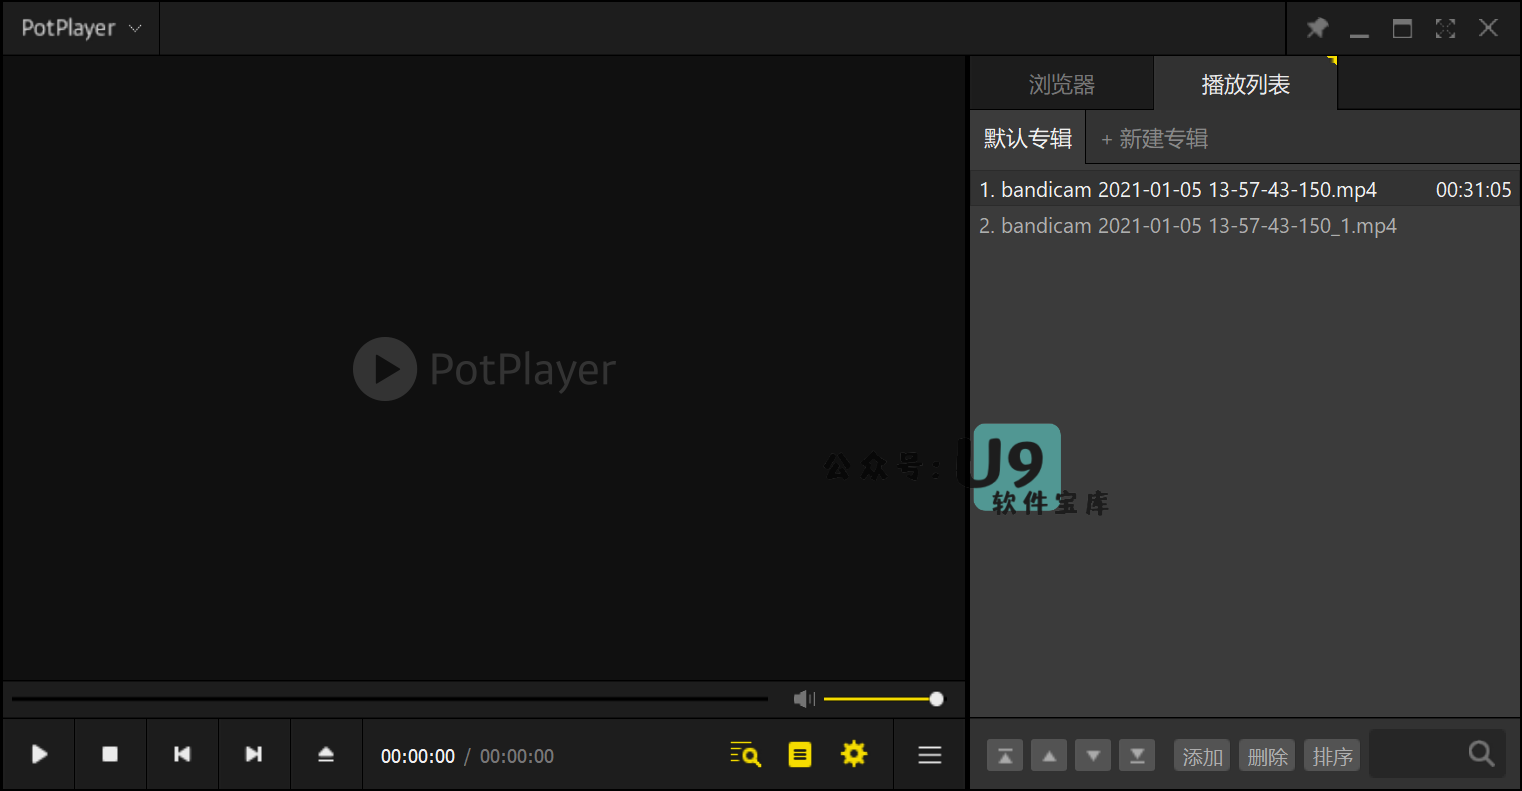 PotPlayer
浏览器
播放列表
默认专辑
+ 新建专辑
1. bandicam 2021-01-05 13-57-43-150.mp4 00:31:05
2. bandicam 2021-01-05 13-57-43-150_1.mp4
PotPlayer
公众号:
U9
软件宝库
00:00:00 / 00:00:00
添加
删除
排序